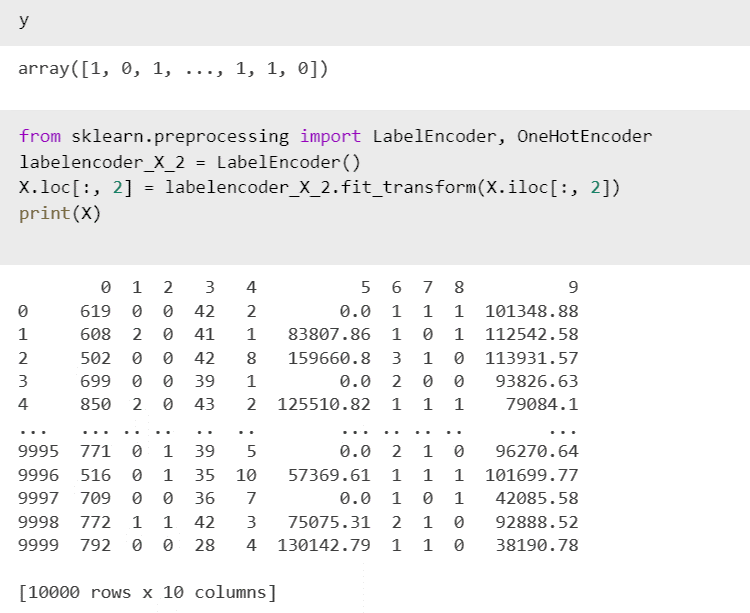 y
array([1, 0, 1, ..., 1, 1, 0])
from sklearn.preprocessing import LabelEncoder, OneHotEncoder
labelencoder_X_2 = LabelEncoder()
X.loc[:, 2] = labelencoder_X_2.fit_transform(X.iloc[:, 2])
print(X)
0 1 2 3 4 5 6 7 8 9
0 619 0 0 42 2 0.0 1 1 1 101348.88
1 608 2 0 41 1 83807.86 1 0 1 112542.58
2 502 0 0 42 8 159660.8 3 1 0 113931.57
3 699 0 0 39 1 0.0 2 0 0 93826.63
4 850 2 0 43 2 125510.82 1 1 1 79084.1
... ... .. .. .. .. ... .. .. .. ...
9995 771 0 1 39 5 0.0 2 1 0 96270.64
9996 516 0 1 35 10 57369.61 1 1 1 101699.77
9997 709 0 0 36 7 0.0 1 0 1 42085.58
9998 772 1 1 42 3 75075.31 2 1 0 92888.52
9999 792 0 0 28 4 130142.79 1 1 0 38190.78
[10000 rows x 10 columns]